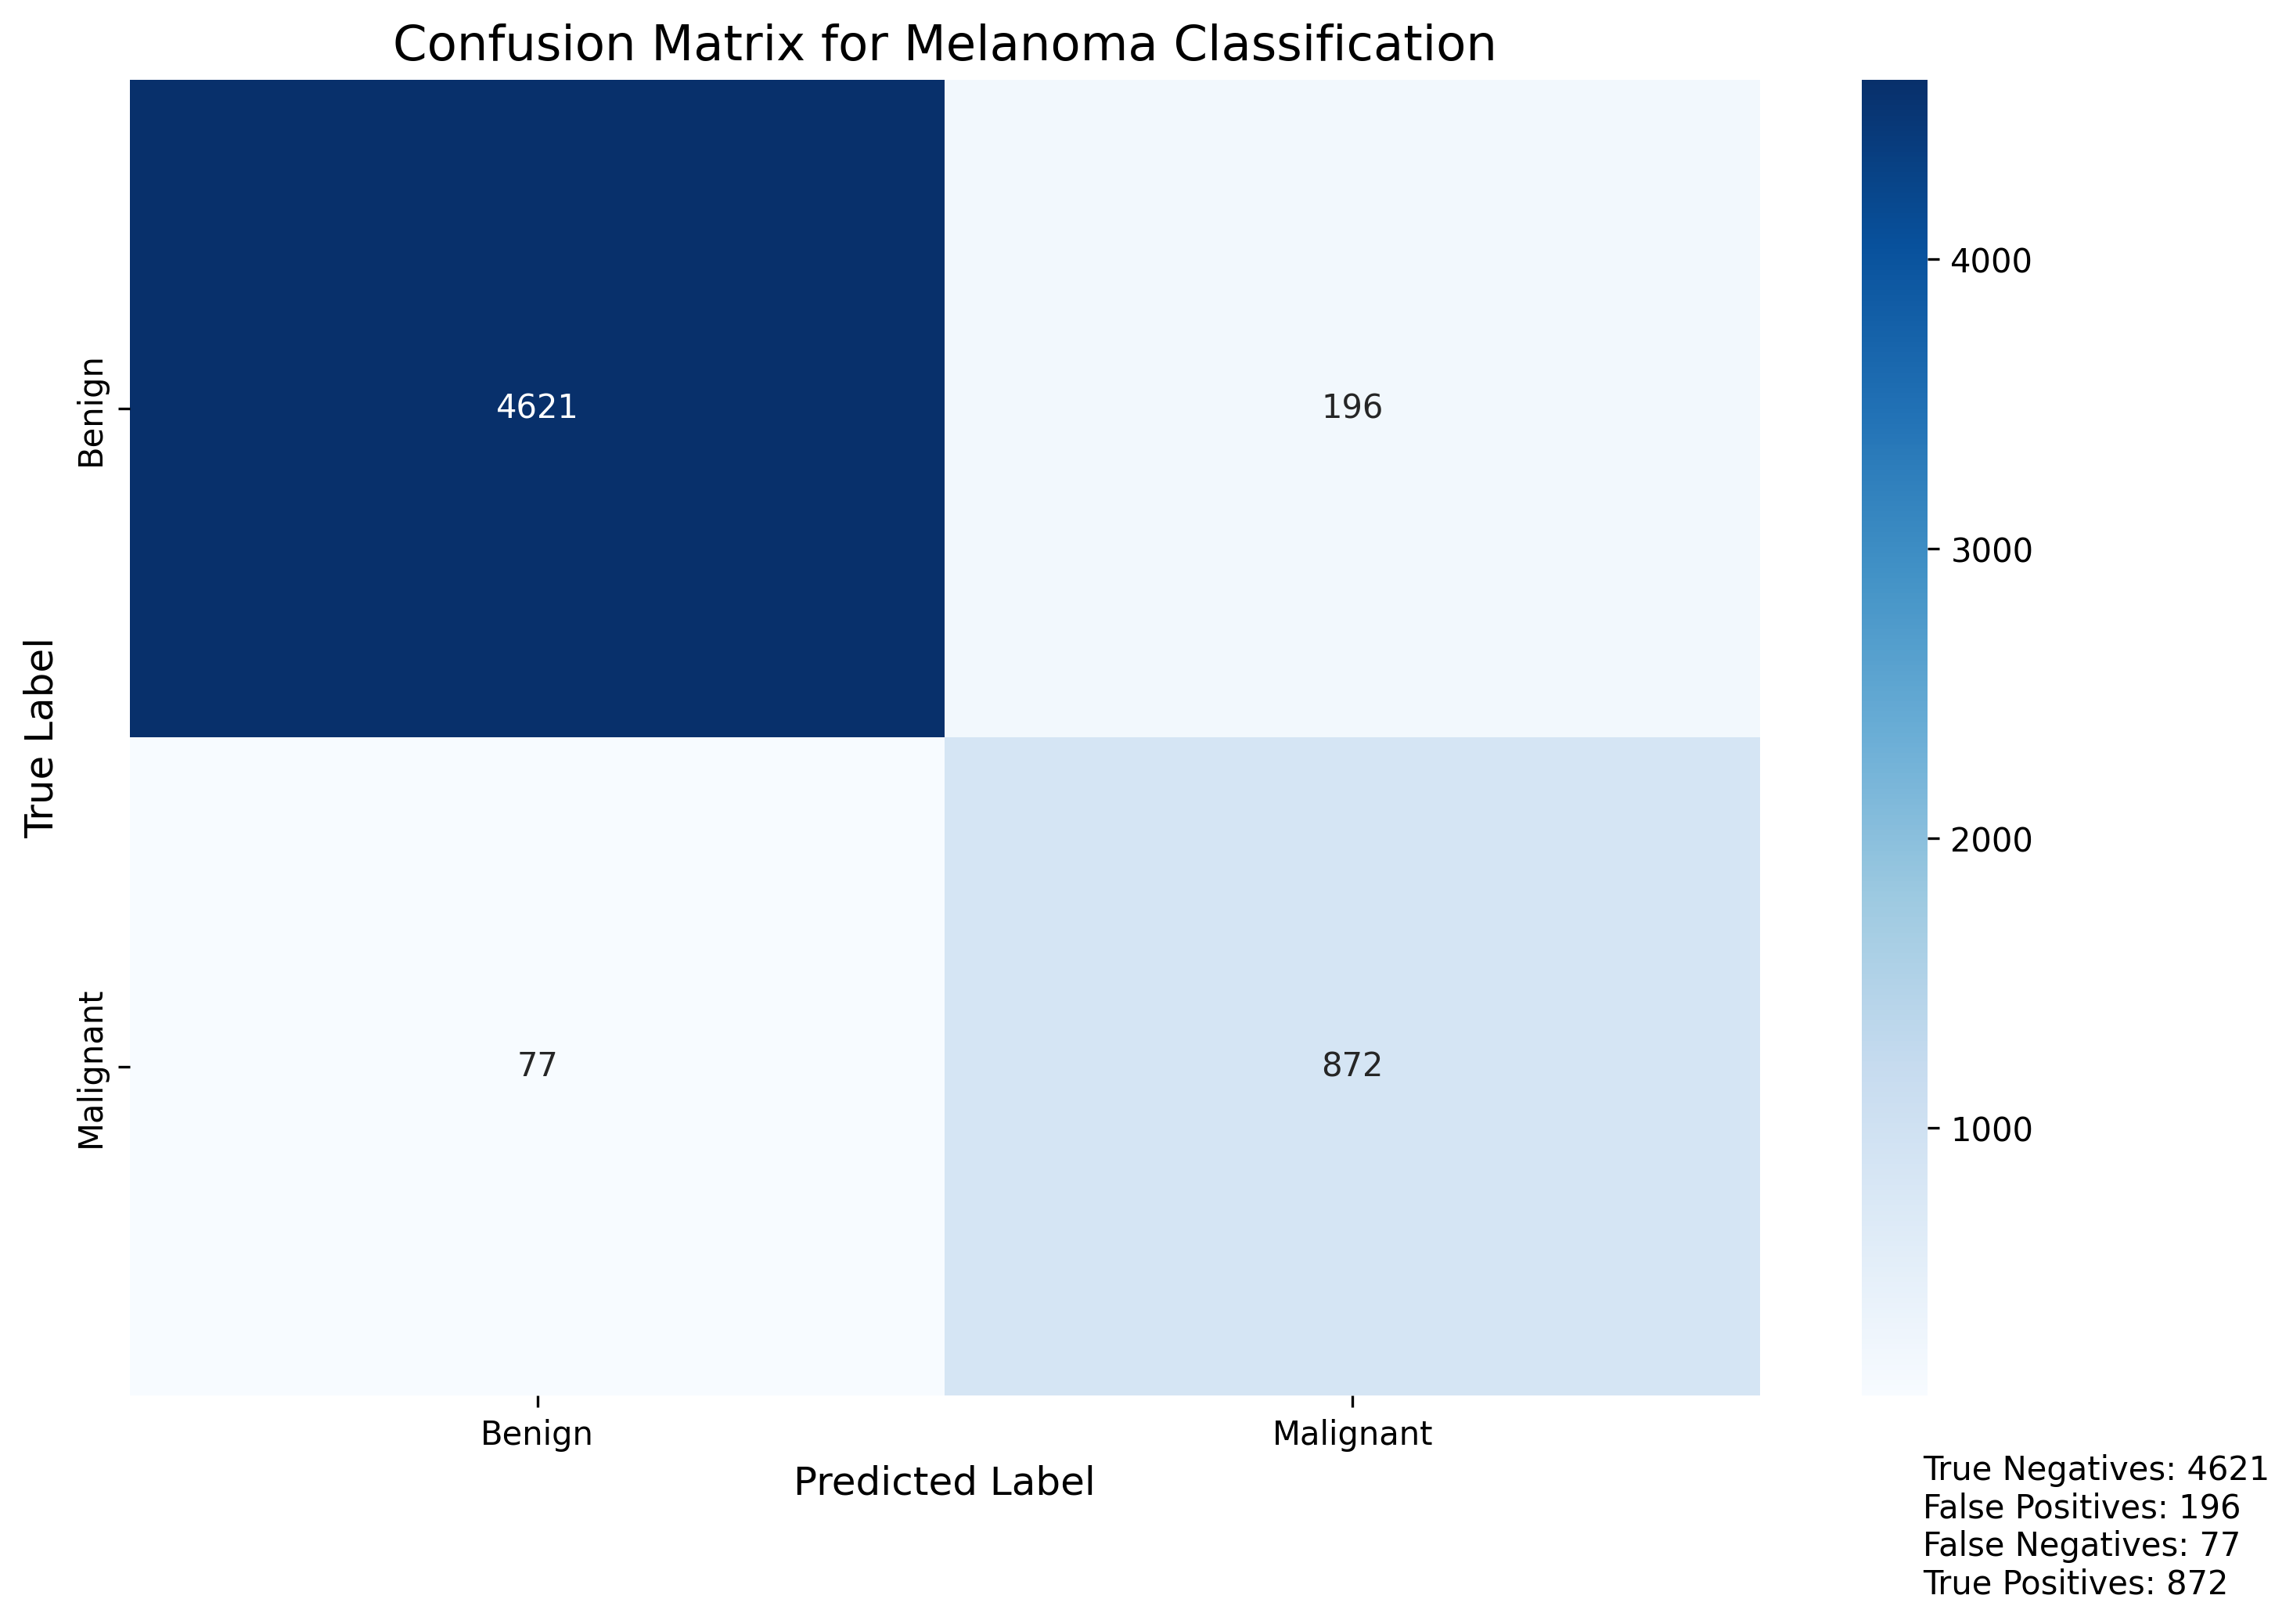 Confusion Matrix for Melanoma Classification
True Label
Benign
4621
196
4000
3000
2000
1000
Malignant
77
872
Benign
Malignant
Predicted Label
True Negatives: 4621
False Positives: 196
False Negatives: 77
True Positives: 872